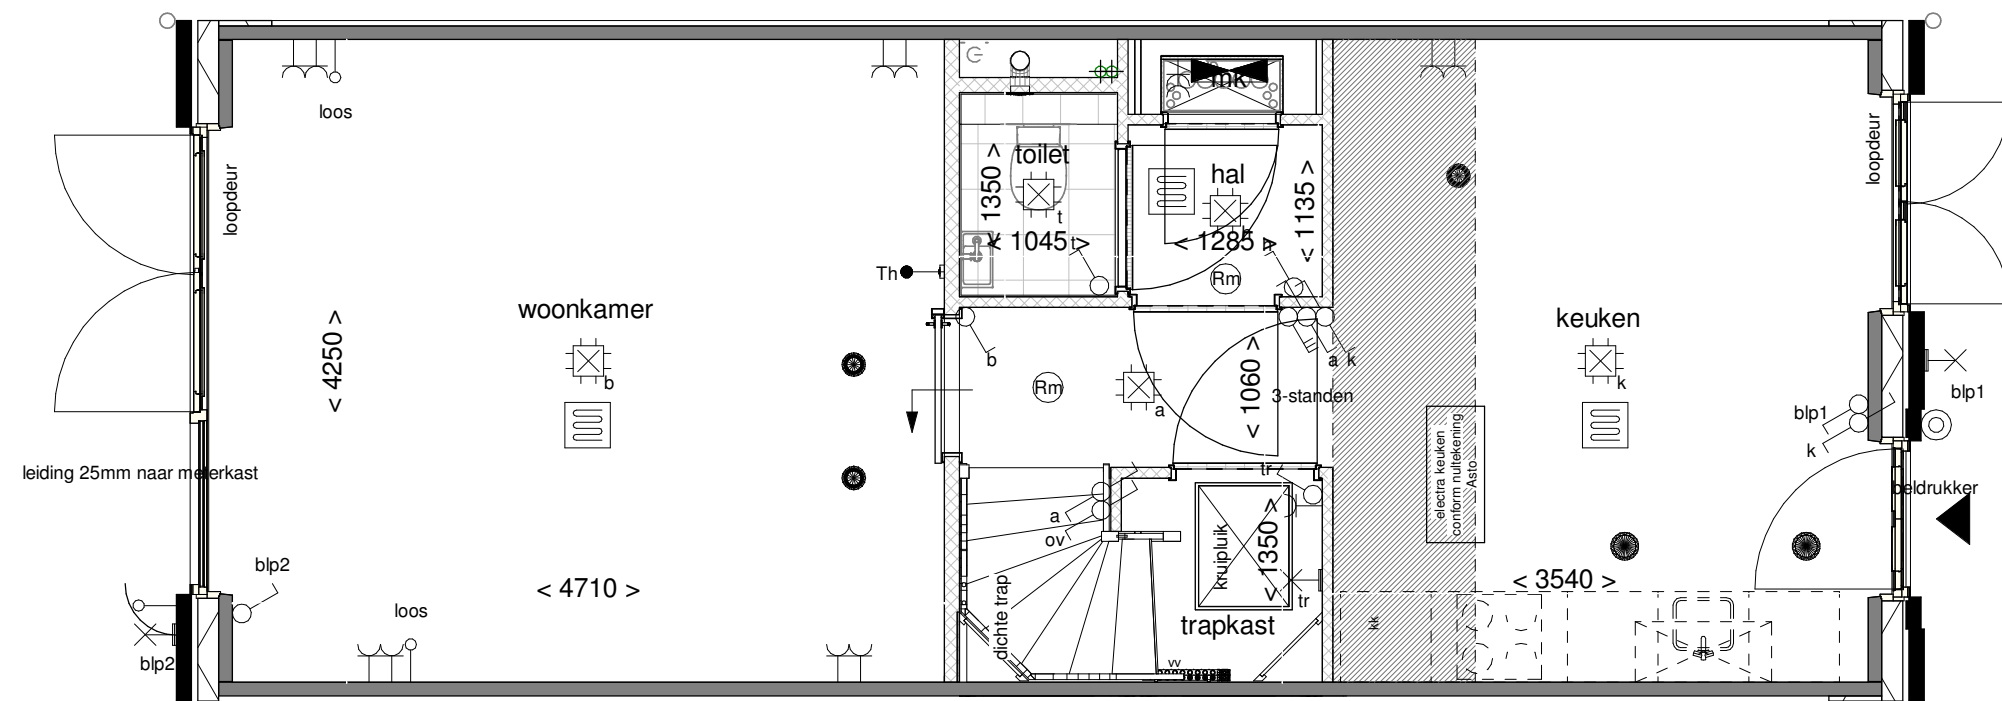 mk
loos
loopdeur
toilet
< 1350 >
t
< 1045 >
t
hal
< 1135 >
< 1285 >
h
Rm
loopdeur
Th
woonkamer
b
< 4250 >
b
Rm
a
< 1060 >
3-standen
a
k
keuken
k
blp1
blp1
k
electra keuken
conform nultekening
Asto
leiding 25mm naar meterkast
beldrukker
a
ov
tr
kruipluik
< 1350 >
tr
blp2
< 4710 >
dichte trap
< 3540 >
loos
trapkast
kk
blp2
vv